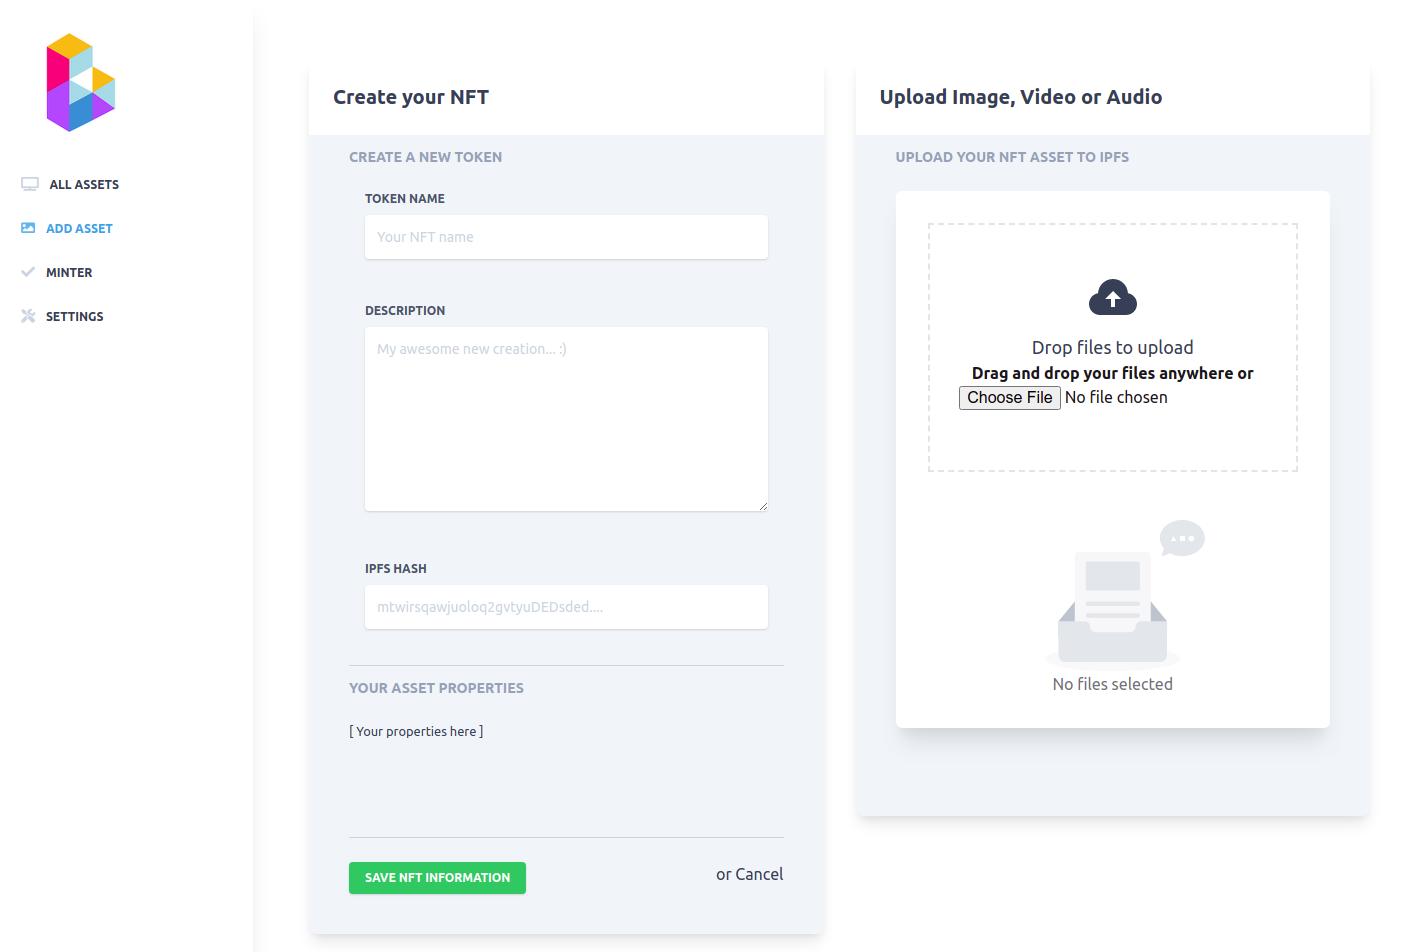 ALL ASSETS
ADD ASSET
MINTER
SETTINGS
Create your NFT
CREATE A NEW TOKEN
TOKEN NAME
Your NFT name
DESCRIPTION
My awesome new creation... :)
IPFS HASH
mtwirsqawjuoloq2gvtyuDEDsded....
YOUR ASSET PROPERTIES
[ Your properties here ]
SAVE NFT INFORMATION
or Cancel
Upload Image, Video or Audio
UPLOAD YOUR NFT ASSET TO IPFS
Drop files to upload
Drag and drop your files anywhere or
Choose File No file chosen
No files selected